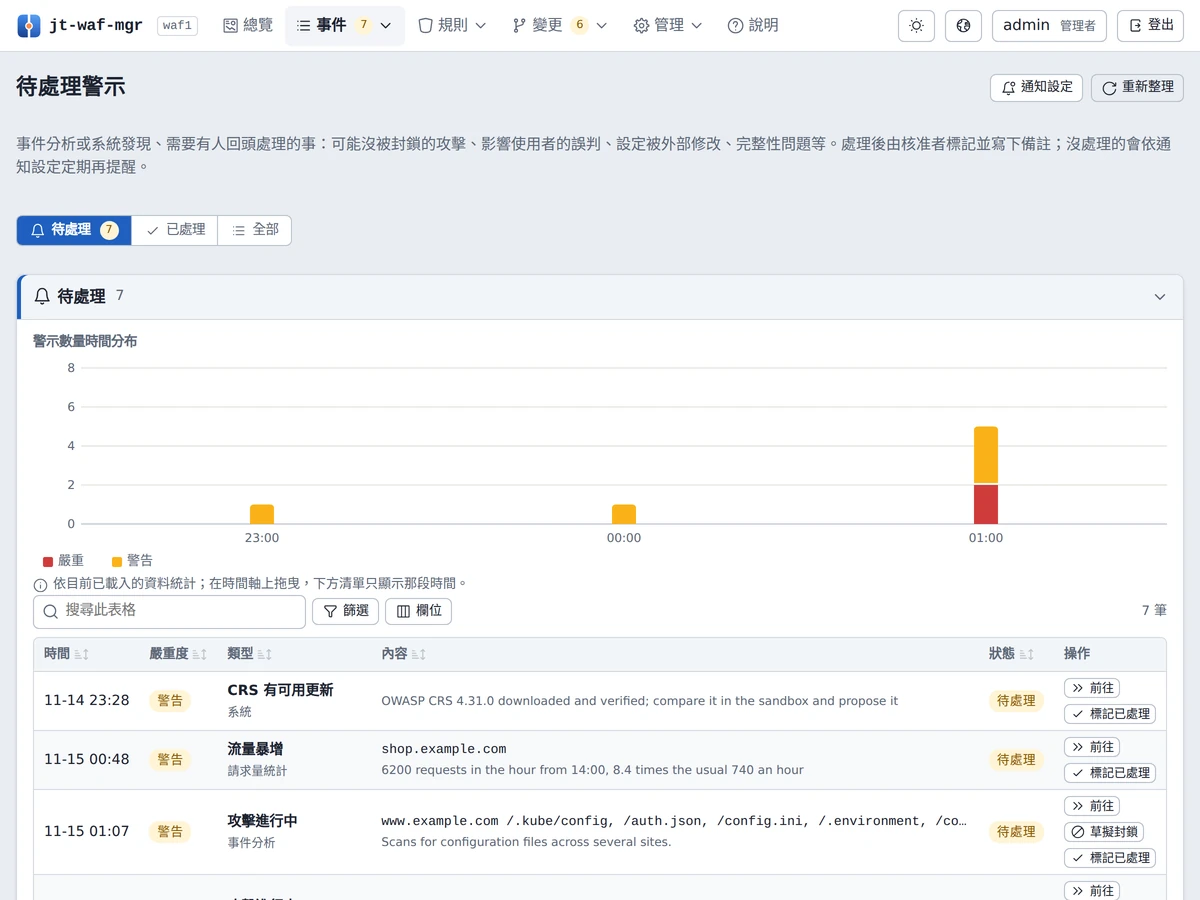 jt-waf-mgr waf1 總覽 事件 7 規則 變更 6 管理 說明 admin 管理者 登出
待處理警示
通知設定 重新整理
事件分析或系統發現、需要有人回頭處理的事：可能沒被封鎖的攻擊、影響使用者的誤判、設定被外部修改、完整性問題等。處理後由核准者標記並寫下備註；沒處理的會依通
知設定定期再提醒。
待處理 7 已處理 全部
待處理 7
警示數量時間分布
8
6
4
2
0
23:00 00:00 01:00
嚴重 警告
依目前已載入的資料統計；在時間軸上拖曳，下方清單只顯示那段時間。
搜尋此表格 篩選 欄位 7 筆
時間 嚴重度 類型 內容 狀態 操作
11-14 23:28 警告 CRS 有可用更新 系統 OWASP CRS 4.31.0 downloaded and verified; compare it in the sandbox and propose it 待處理 前往 標記已處理
11-15 00:48 警告 流量暴增 請求量統計 shop.example.com 6200 requests in the hour from 14:00, 8.4 times the usual 740 an hour 待處理 前往 標記已處理
11-15 01:07 警告 攻擊進行中 事件分析 www.example.com /.kube/config, /auth.json, /config.ini, /.environment, /co… Scans for configuration files across several sites. 待處理 前往 草擬封鎖 標記已處理
前往